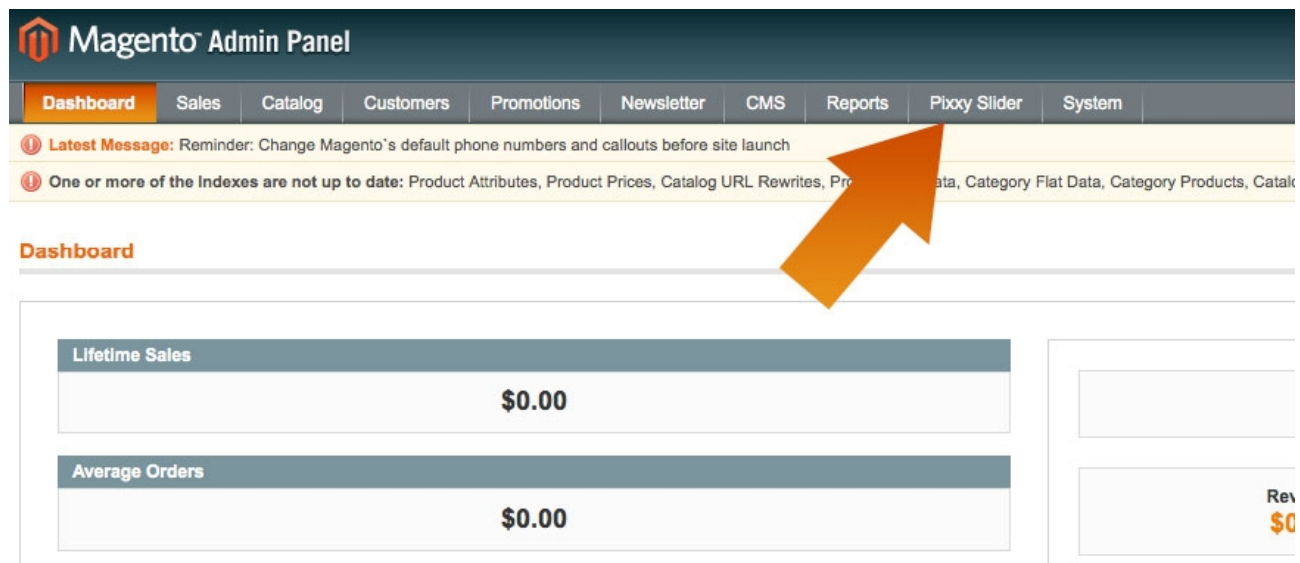 Magento™ Admin Panel
Dashboard Sales Catalog Customers Promotions Newsletter CMS Reports Pixxy Slider System
Latest Message: Reminder: Change Magento`s default phone numbers and callouts before site launch
One or more of the Indexes are not up to date: Product Attributes, Product Prices, Catalog URL Rewrites, Category Flat Data, Category Products,
Dashboard
Lifetime Sales
$0.00
Average Orders
$0.00